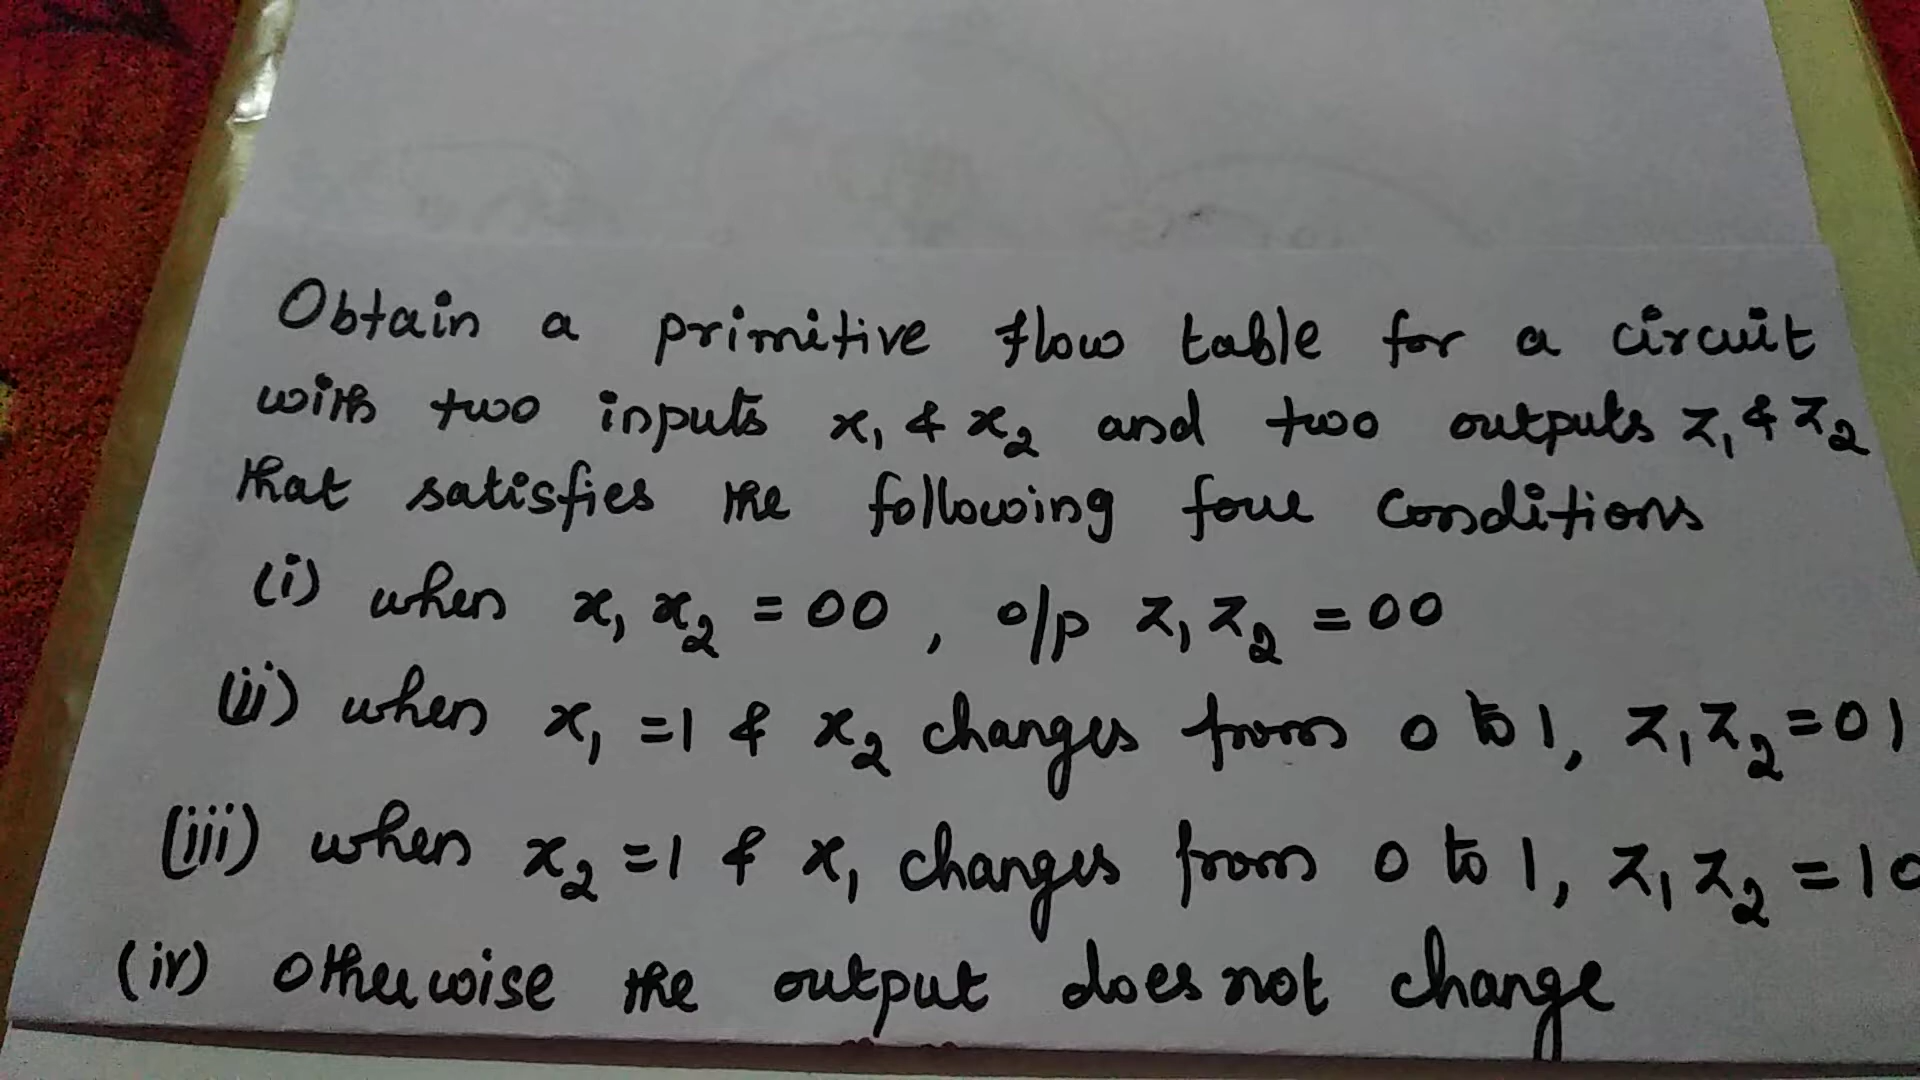 Obtain a primitive flow table for a circuit
with two inputs x₁ & x₂ and two outputs z₁ & z₂
that satisfies the following four conditions
(i) when x₁ x₂ = 00 , o/p z₁ z₂ = 00
(ii) when x₁ = 1 & x₂ changes from 0 to 1, z₁ z₂ = 01
(iii) when x₂ = 1 & x₁ changes from 0 to 1, z₁ z₂ = 10
(iv) otherwise the output does not change